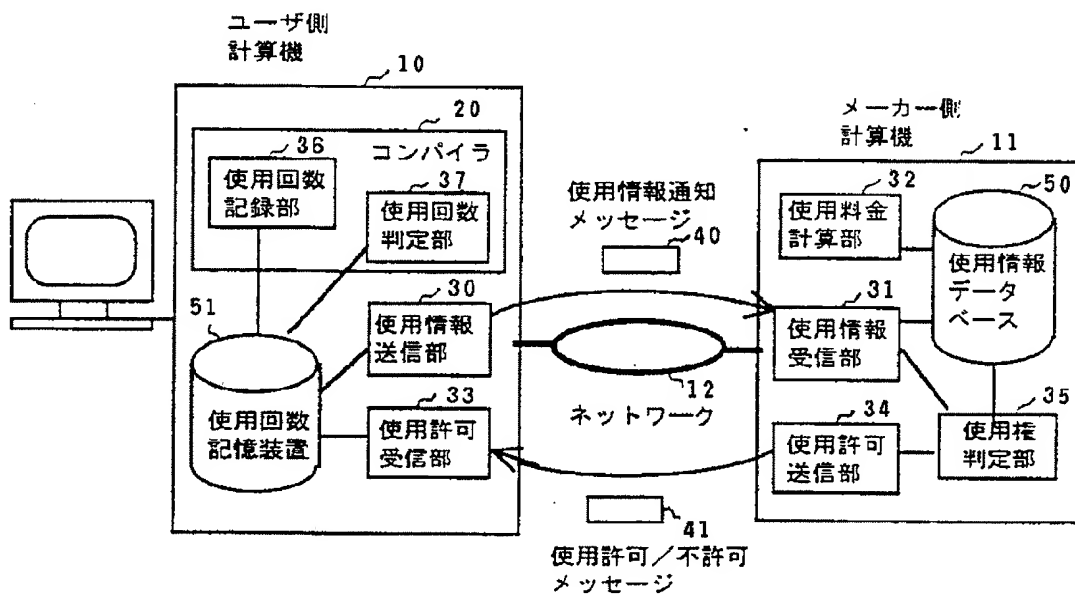 ユーザ側
計算機
10
20
コンパイラ
36
使用回数
記録部
37
使用回数
判定部
51
使用回数
記憶装置
30
使用情報
送信部
33
使用許可
受信部
使用情報通知
メッセージ
40
12
ネットワーク
41
使用許可/不許可
メッセージ
メーカー側
計算機
11
32
使用料金
計算部
50
使用情報
データ
ベース
31
使用情報
受信部
34
使用許可
送信部
35
使用権
判定部